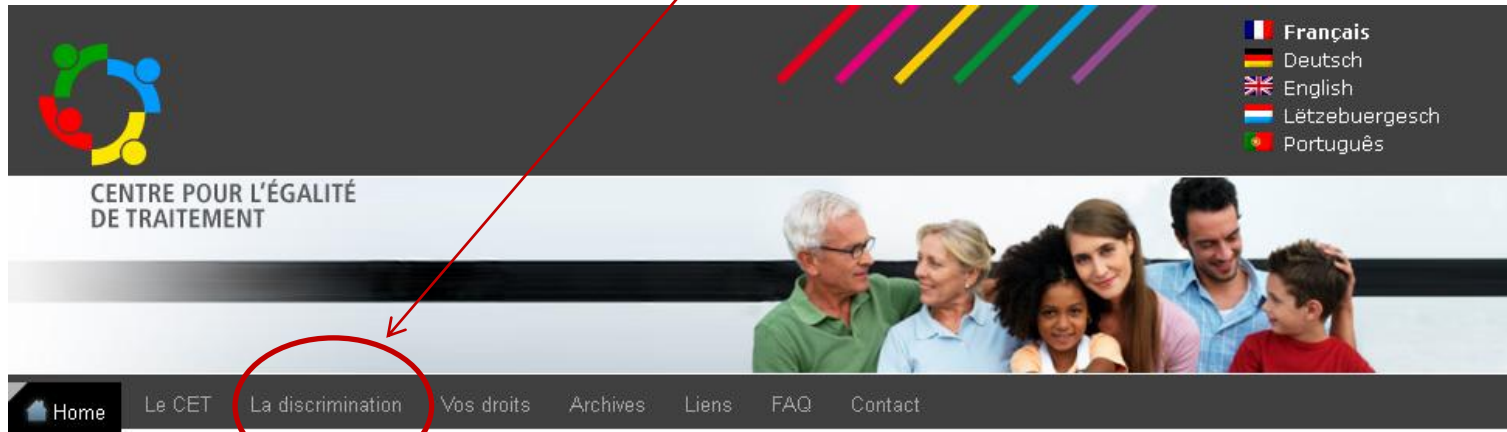 Français
Deutsch
English
Lëtzebuergesch
Português
CENTRE POUR L'ÉGALITÉ
DE TRAITEMENT
Home Le CET La discrimination Vos droits Archives Liens FAQ Contact